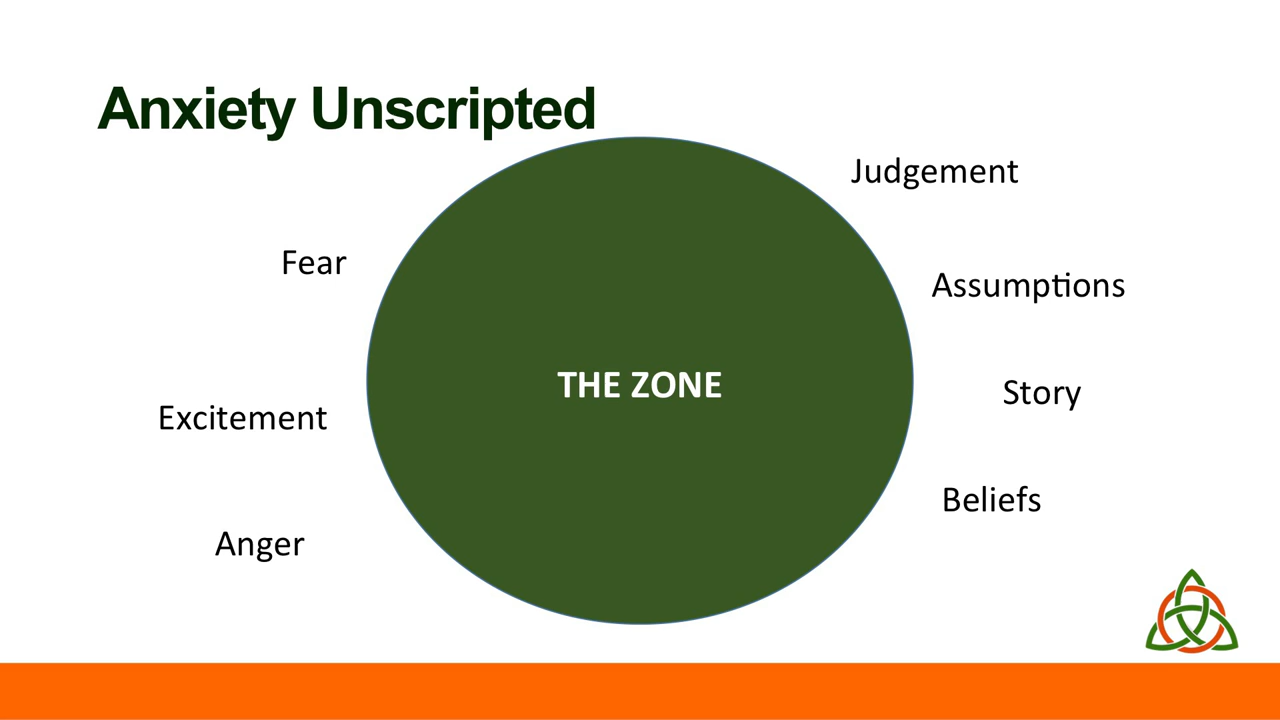 Anxiety Unscripted
Judgement
Fear
Assumptions
THE ZONE
Story
Excitement
Beliefs
Anger